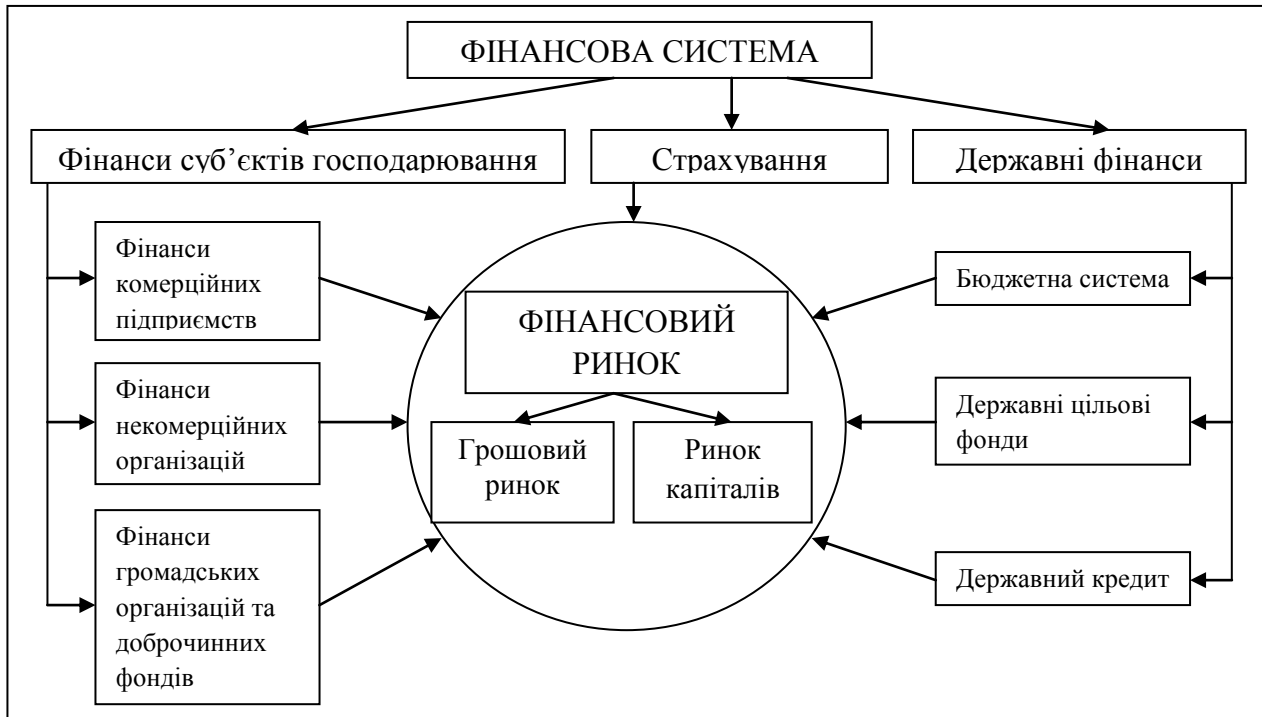 ФІНАНСОВА СИСТЕМА
Фінанси суб’єктів господарювання
Страхування
Державні фінанси
Фінанси
комерційних
підприємств
Фінанси
некомерційних
організацій
Фінанси
громадських
організацій та
доброчинних
фондів
ФІНАНСОВИЙ
РИНОК
Грошовий
ринок
Ринок
капіталів
Бюджетна система
Державні цільові
фонди
Державний кредит